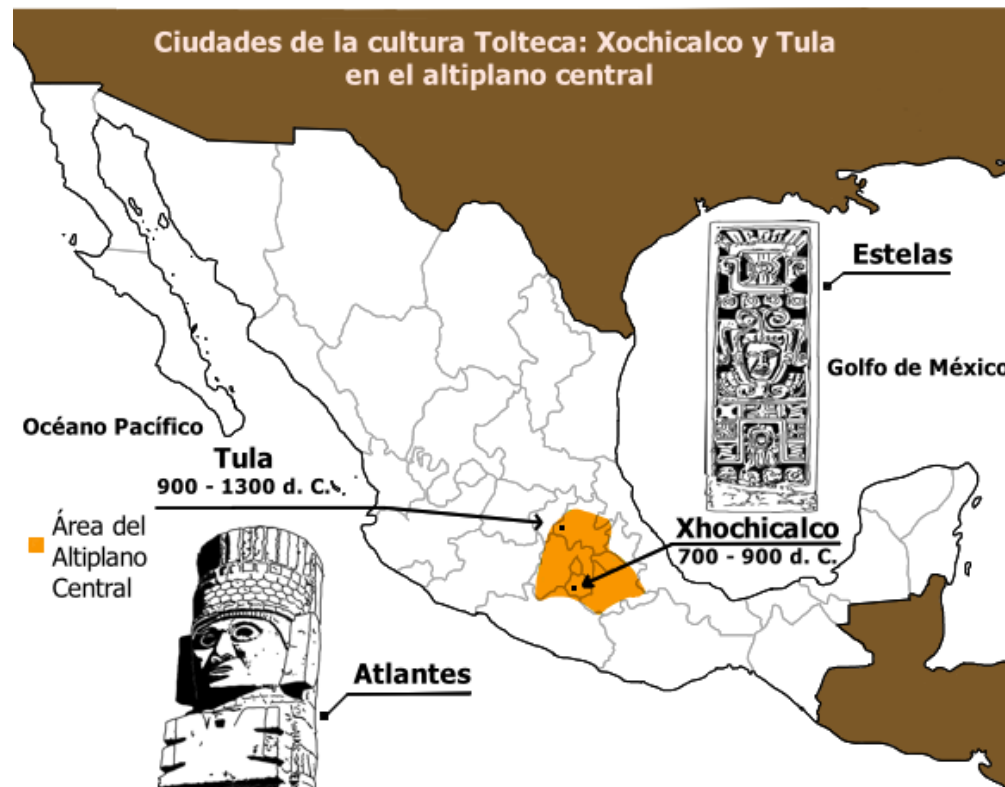 Ciudades de la cultura Tolteca: Xochicalco y Tula
en el altiplano central
Estelas
Golfo de México
Océano Pacífico
Tula
900 - 1300 d. C.
Xhochicalco
700 - 900 d. C.
Área del
Altiplano
Central
Atlantes